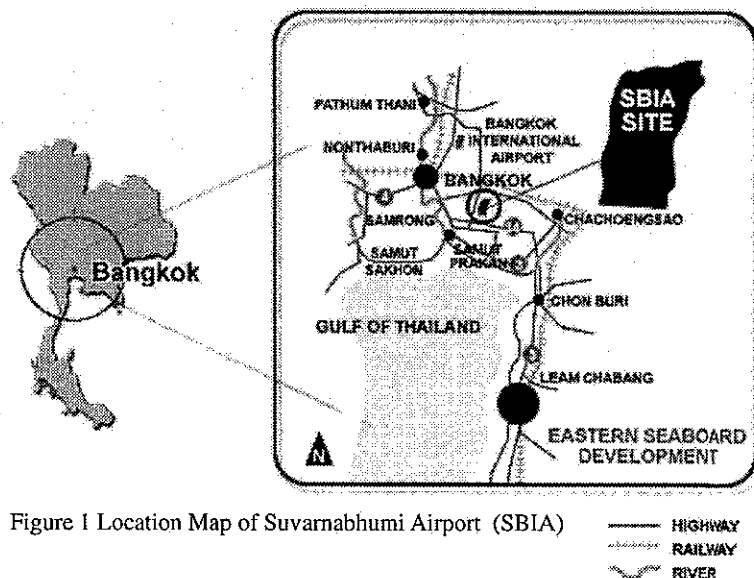 Bangkok
PATHUM THANI
BANGKOK
INTERNATIONAL
AIRPORT
NONTHABURI
BANGKOK
SBIA
SITE
SAMRONG
CHACHOENGSAO
SAMUT
SAKHON
SAMUT
PRAKAN
CHON BURI
GULF OF THAILAND
LEAM CHABANG
EASTERN SEABOARD
DEVELOPMENT
N
Figure 1 Location Map of Suvarnabhumi Airport (SBIA)
HIGHWAY
RAILWAY
RIVER